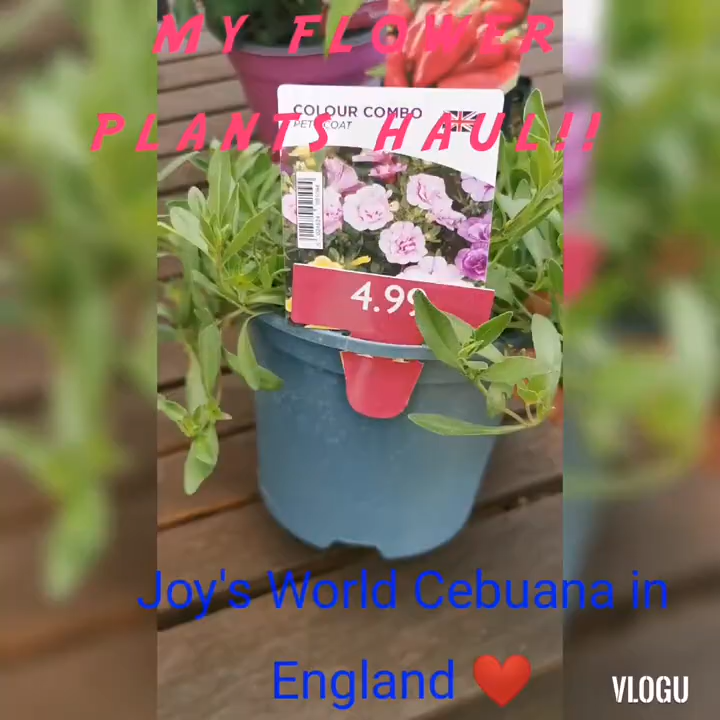 MY FLOWER
PLANTS HAUL!!
COLOUR COMBO
4.99
Joy's World Cebuana in
England ❤️
VLOGU